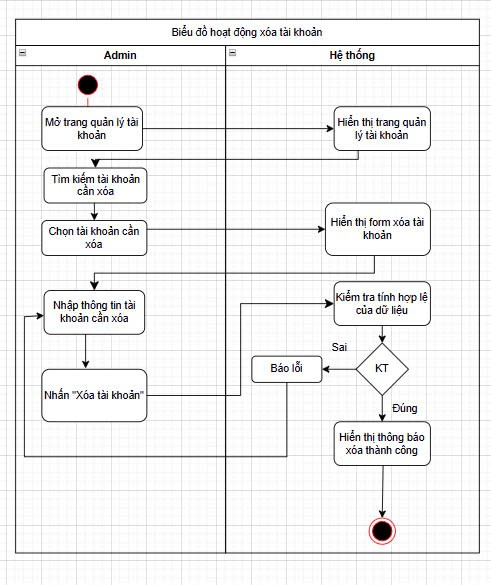 Biểu đồ hoạt động xóa tài khoản
Admin
Hệ thống
Mở trang quản lý tài
khoản
Hiển thị trang quản
lý tài khoản
Tìm kiếm tài khoản
cần xóa
Chọn tài khoản cần
xóa
Hiển thị form xóa tài
khoản
Nhập thông tin tài
khoản cần xóa
Kiểm tra tính hợp lệ
của dữ liệu
Sai
Báo lỗi
KT
Nhấn "Xóa tài khoản"
Đúng
Hiển thị thông báo
xóa thành công